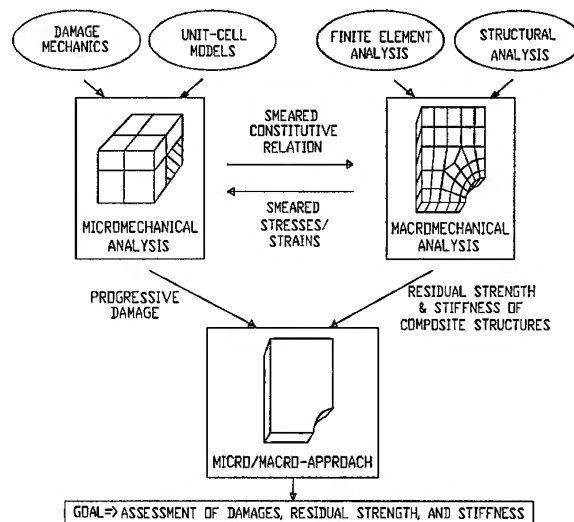 DAMAGE
MECHANICS
UNIT-CELL
MODELS
FINITE ELEMENT
ANALYSIS
STRUCTURAL
ANALYSIS
SMEARED
CONSTITUTIVE
RELATION
SMEARED
STRESSES/
STRAINS
MICROMECHANICAL
ANALYSIS
MACROMECHANICAL
ANALYSIS
PROGRESSIVE
DAMAGE
RESIDUAL STRENGTH
& STIFFNESS OF
COMPOSITE STRUCTURES
MICRO/MACRO-APPROACH
GOAL=> ASSESSMENT OF DAMAGES, RESIDUAL STRENGTH, AND STIFFNESS